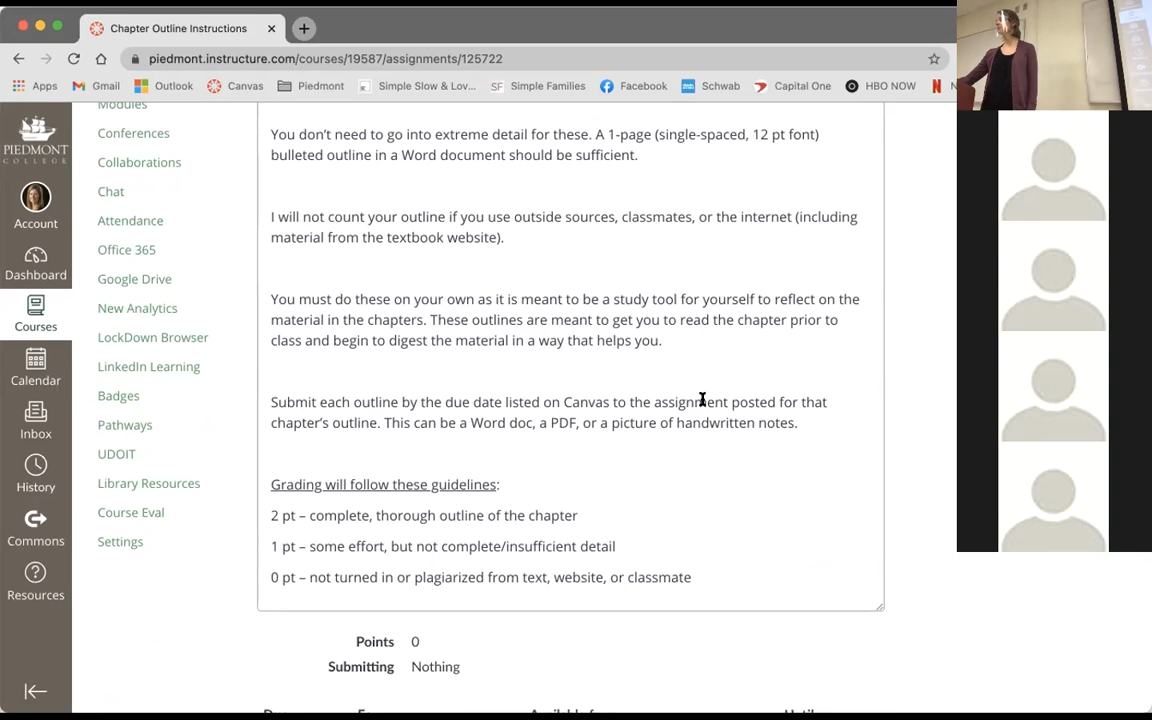 Chapter Outline Instructions
piedmont.instructure.com/courses/19587/assignments/125722
Apps Gmail Outlook Canvas Piedmont Simple Slow & Lov... SF Simple Families Facebook Schwab Capital One HBO NOW N
PIEDMONT
COLLEGE
Account
Dashboard
Courses
Calendar
Inbox
History
Commons
Resources
Modules
Conferences
Collaborations
Chat
Attendance
Office 365
Google Drive
New Analytics
LockDown Browser
LinkedIn Learning
Badges
Pathways
UDOIT
Library Resources
Course Eval
Settings
You don't need to go into extreme detail for these. A 1-page (single-spaced, 12 pt font)
bulleted outline in a Word document should be sufficient.
I will not count your outline if you use outside sources, classmates, or the internet (including
material from the textbook website).
You must do these on your own as it is meant to be a study tool for yourself to reflect on the
material in the chapters. These outlines are meant to get you to read the chapter prior to
class and begin to digest the material in a way that helps you.
Submit each outline by the due date listed on Canvas to the assignment posted for that
chapter's outline. This can be a Word doc, a PDF, or a picture of handwritten notes.
Grading will follow these guidelines:
2 pt – complete, thorough outline of the chapter
1 pt – some effort, but not complete/insufficient detail
0 pt – not turned in or plagiarized from text, website, or classmate
Points 0
Submitting Nothing